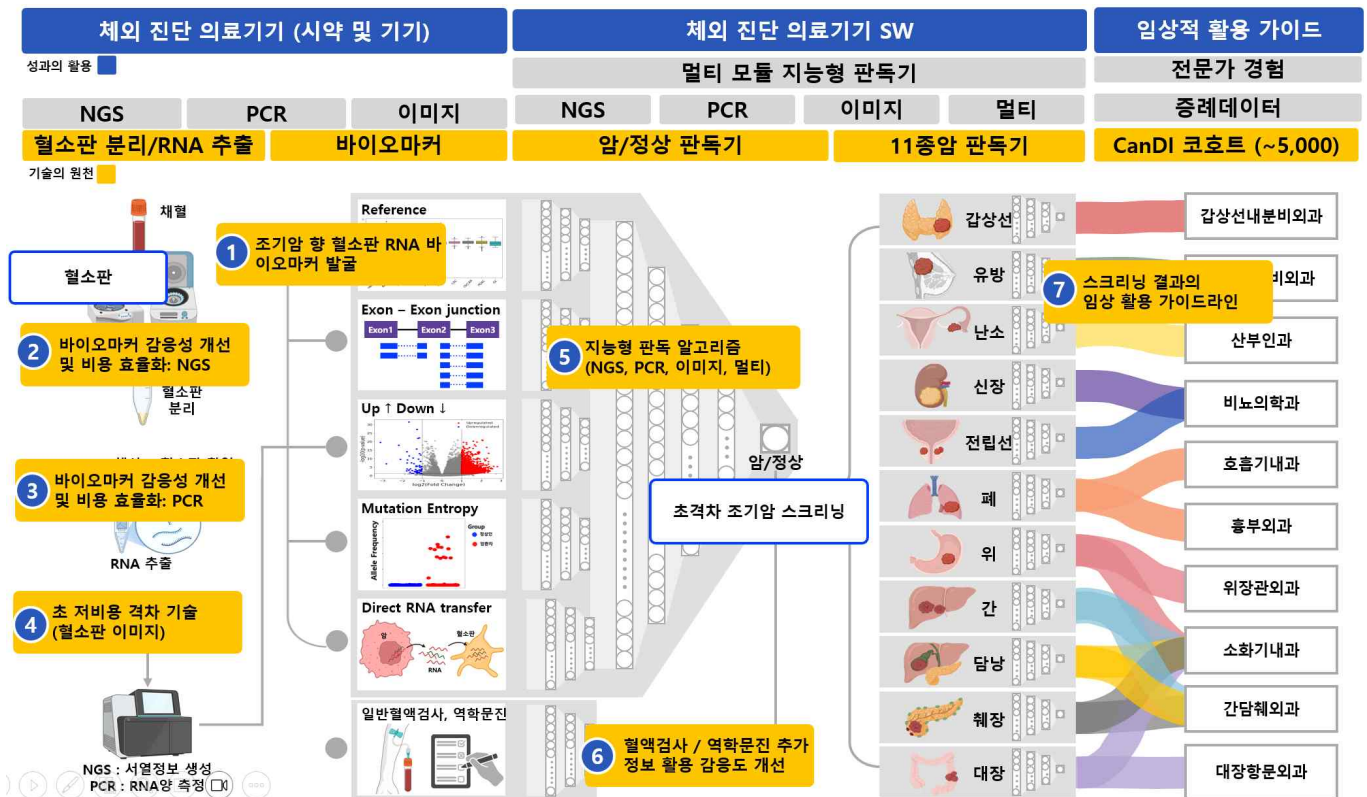 체외 진단 의료기기 (시약 및 기기)
체외 진단 의료기기 SW
임상적 활용 가이드
성과의 활용
멀티 모듈 지능형 판독기
전문가 경험
NGS
PCR
이미지
NGS
PCR
이미지
멀티
증례데이터
혈소판 분리/RNA 추출
바이오마커
암/정상 판독기
11종암 판독기
CanDI 코호트 (~5,000)
기술의 원천
채혈
혈소판
1
조기암 향 혈소판 RNA 바
이오마커 발굴
2
바이오마커 감응성 개선
및 비용 효율화: NGS
혈소판
분리
3
바이오마커 감응성 개선
및 비용 효율화: PCR
RNA 추출
4
초 저비용 격차 기술
(혈소판 이미지)
NGS : 서열정보 생성
PCR : RNA양 측정
Reference
Exon – Exon junction
Exon1
Exon2
Exon3
Up ↑ Down ↓
log2(Fold Change)
Mutation Entropy
Allele Frequency
Group
정상인
암환자
Direct RNA transfer
암
혈소판
RNA
일반혈액검사, 역학문진
5
지능형 판독 알고리즘
(NGS, PCR, 이미지, 멀티)
암/정상
초격차 조기암 스크리닝
6
혈액검사 / 역학문진 추가
정보 활용 감응도 개선
갑상선
유방
난소
신장
전립선
폐
위
간
담낭
췌장
대장
7
스크리닝 결과의
임상 활용 가이드라인
갑상선내분비외과
비외과
산부인과
비뇨의학과
호흡기내과
흉부외과
위장관외과
소화기내과
간담췌외과
대장항문외과